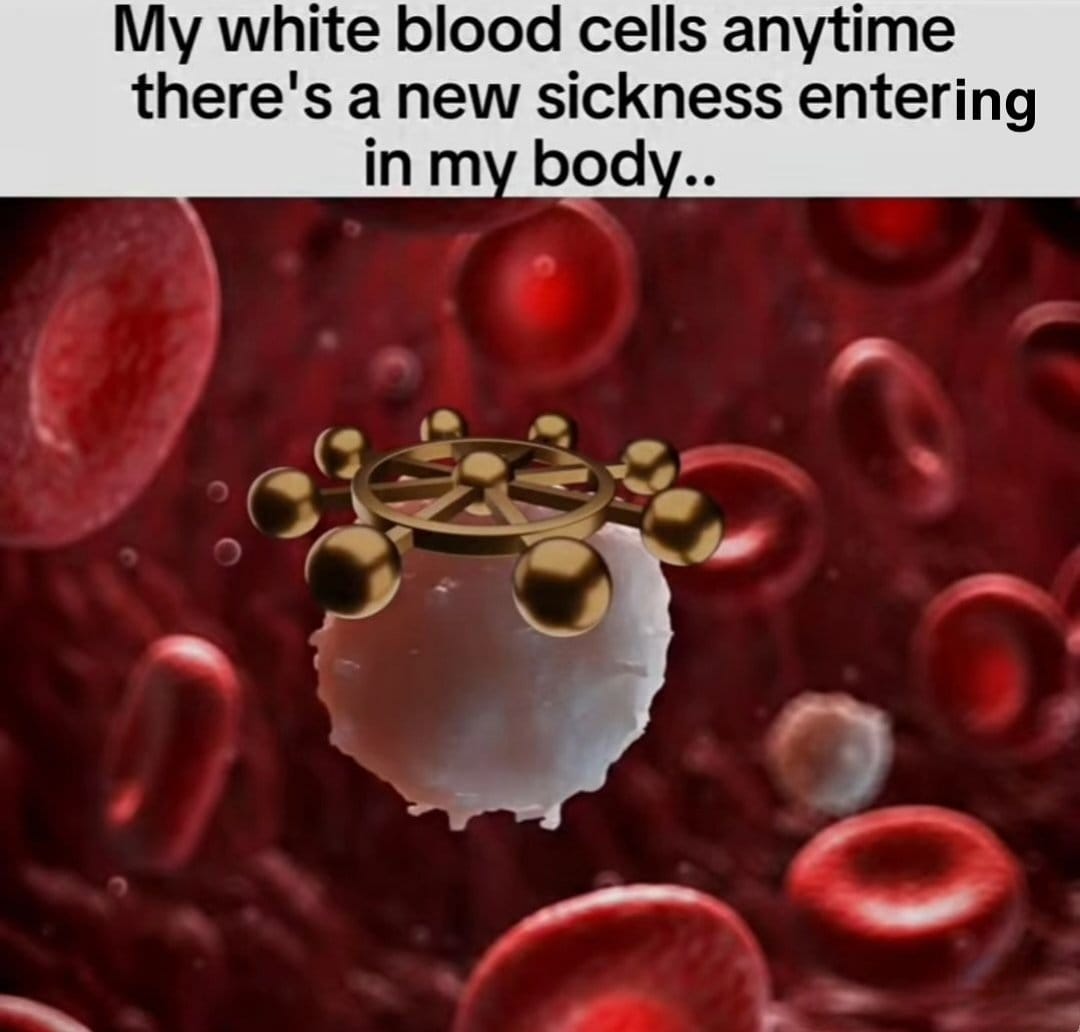 My white blood cells anytime
there's a new sickness entering
in my body..